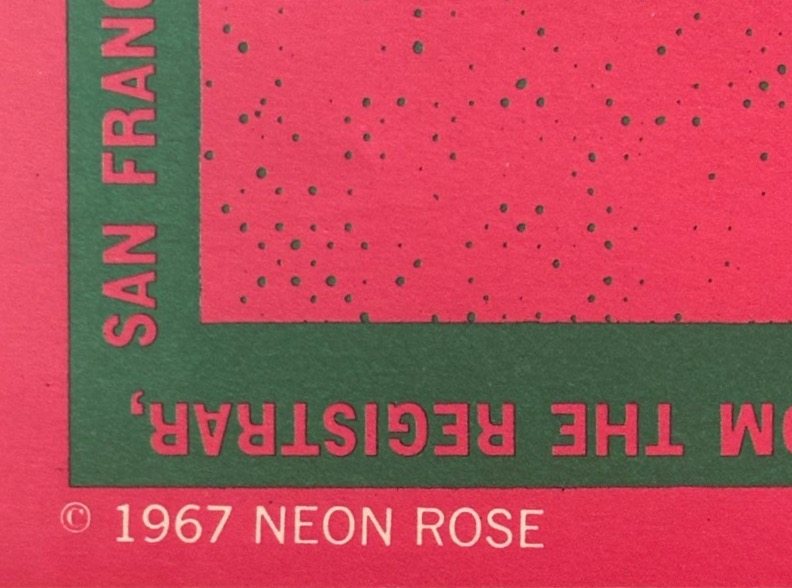 SAN FRANC
OM THE REGISTRAR,
© 1967 NEON ROSE